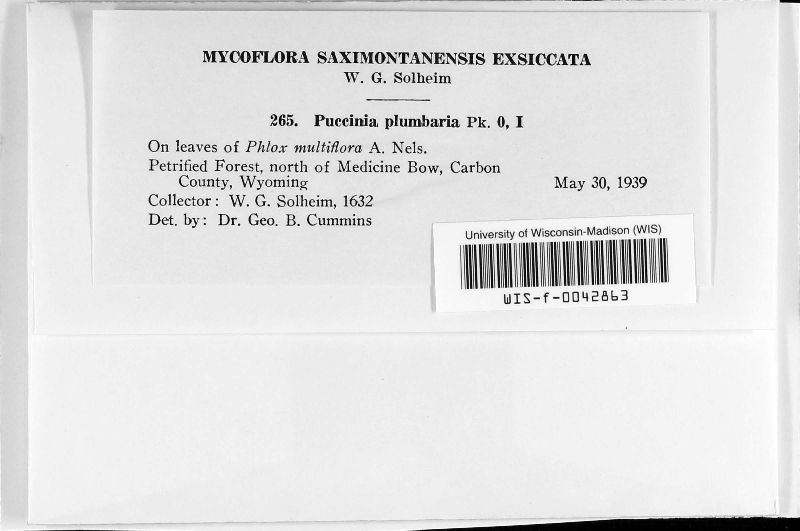 MYCOFLORA SAXIMONTANENSIS EXSICCATA
W. G. Solheim
265. Puccinia plumbaria Pk. 0, I
On leaves of Phlox multiflora A. Nels.
Petrified Forest, north of Medicine Bow, Carbon
County, Wyoming
May 30, 1939
Collector: W. G. Solheim, 1632
Det. by: Dr. Geo. B. Cummins
University of Wisconsin-Madison (WIS)
WIS-f-0042863